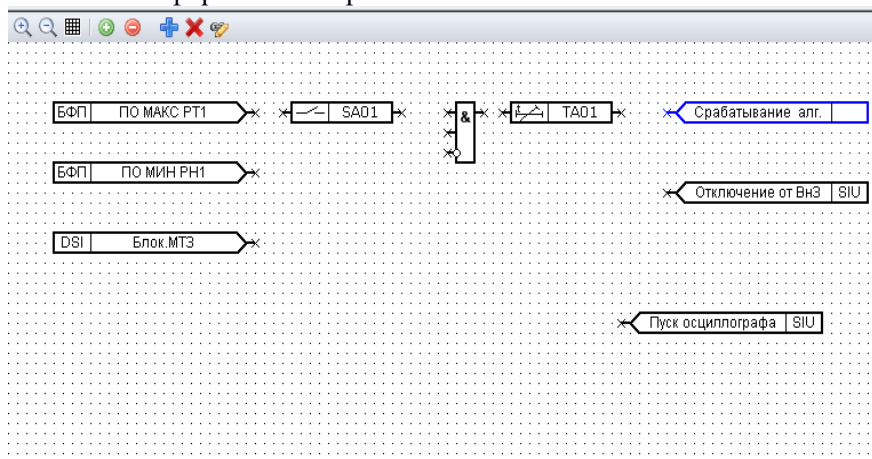 БФП ПО МАКС РТ1 SA01 & TA01 Срабатывание алг.
БФП ПО МИН РН1
Отключение от ВнЗ SIU
DSI Блок.МТЗ
Пуск осциллографа SIU